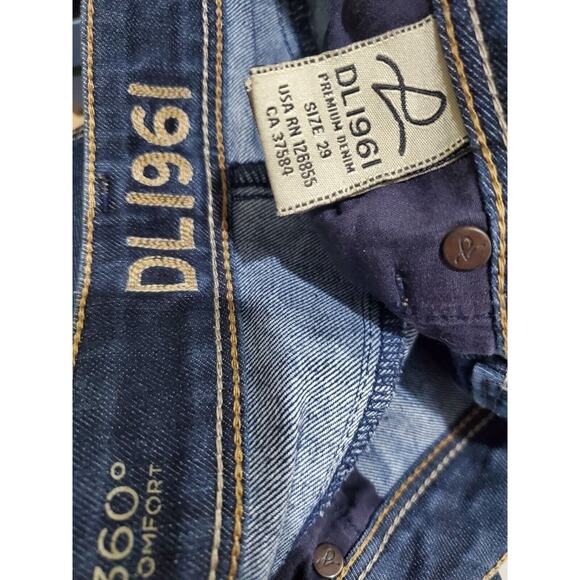 DL1961
PREMIUM DENIM
SIZE 29
USA RN 126855
CA 37584
DL1961
360°
COMFORT